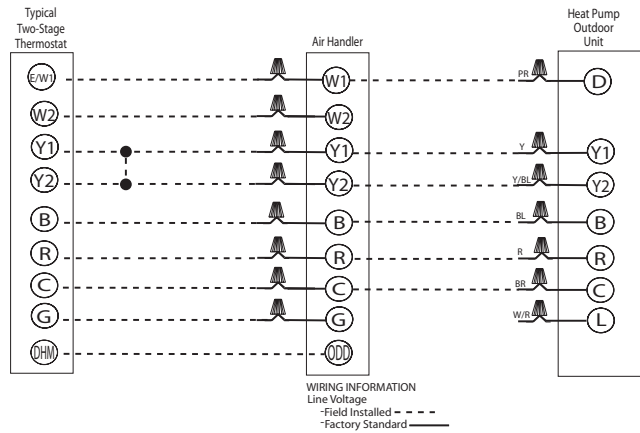 Typical
Two-Stage
Thermostat
Air Handler
Heat Pump
Outdoor
Unit
E/W1
W1
PR
D
W2
W2
Y1
Y1
Y
Y1
Y2
Y2
Y/BL
Y2
B
B
BL
B
R
R
R
R
C
C
BR
C
G
G
W/R
L
DHM
ODD
WIRING INFORMATION
Line Voltage
-Field Installed
-Factory Standard